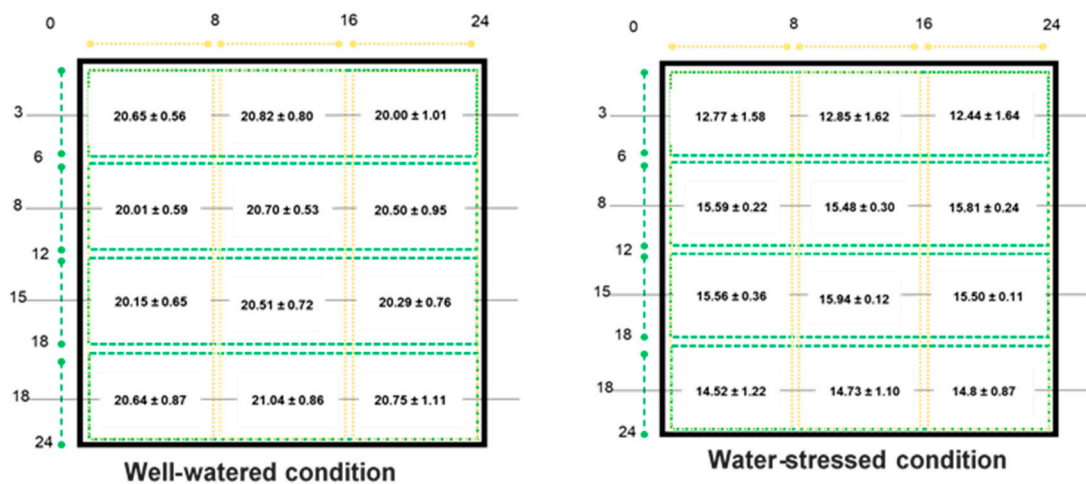 0 8 16 24
3 20.65 ± 0.56 20.82 ± 0.80 20.00 ± 1.01
6
8 20.01 ± 0.59 20.70 ± 0.53 20.50 ± 0.95
12
15 20.15 ± 0.65 20.51 ± 0.72 20.29 ± 0.76
18
18 20.64 ± 0.87 21.04 ± 0.86 20.75 ± 1.11
24
Well-watered condition
0 8 16 24
3 12.77 ± 1.58 12.85 ± 1.62 12.44 ± 1.64
6
8 15.59 ± 0.22 15.48 ± 0.30 15.81 ± 0.24
12
15 15.56 ± 0.36 15.94 ± 0.12 15.50 ± 0.11
18
18 14.52 ± 1.22 14.73 ± 1.10 14.8 ± 0.87
24
Water-stressed condition